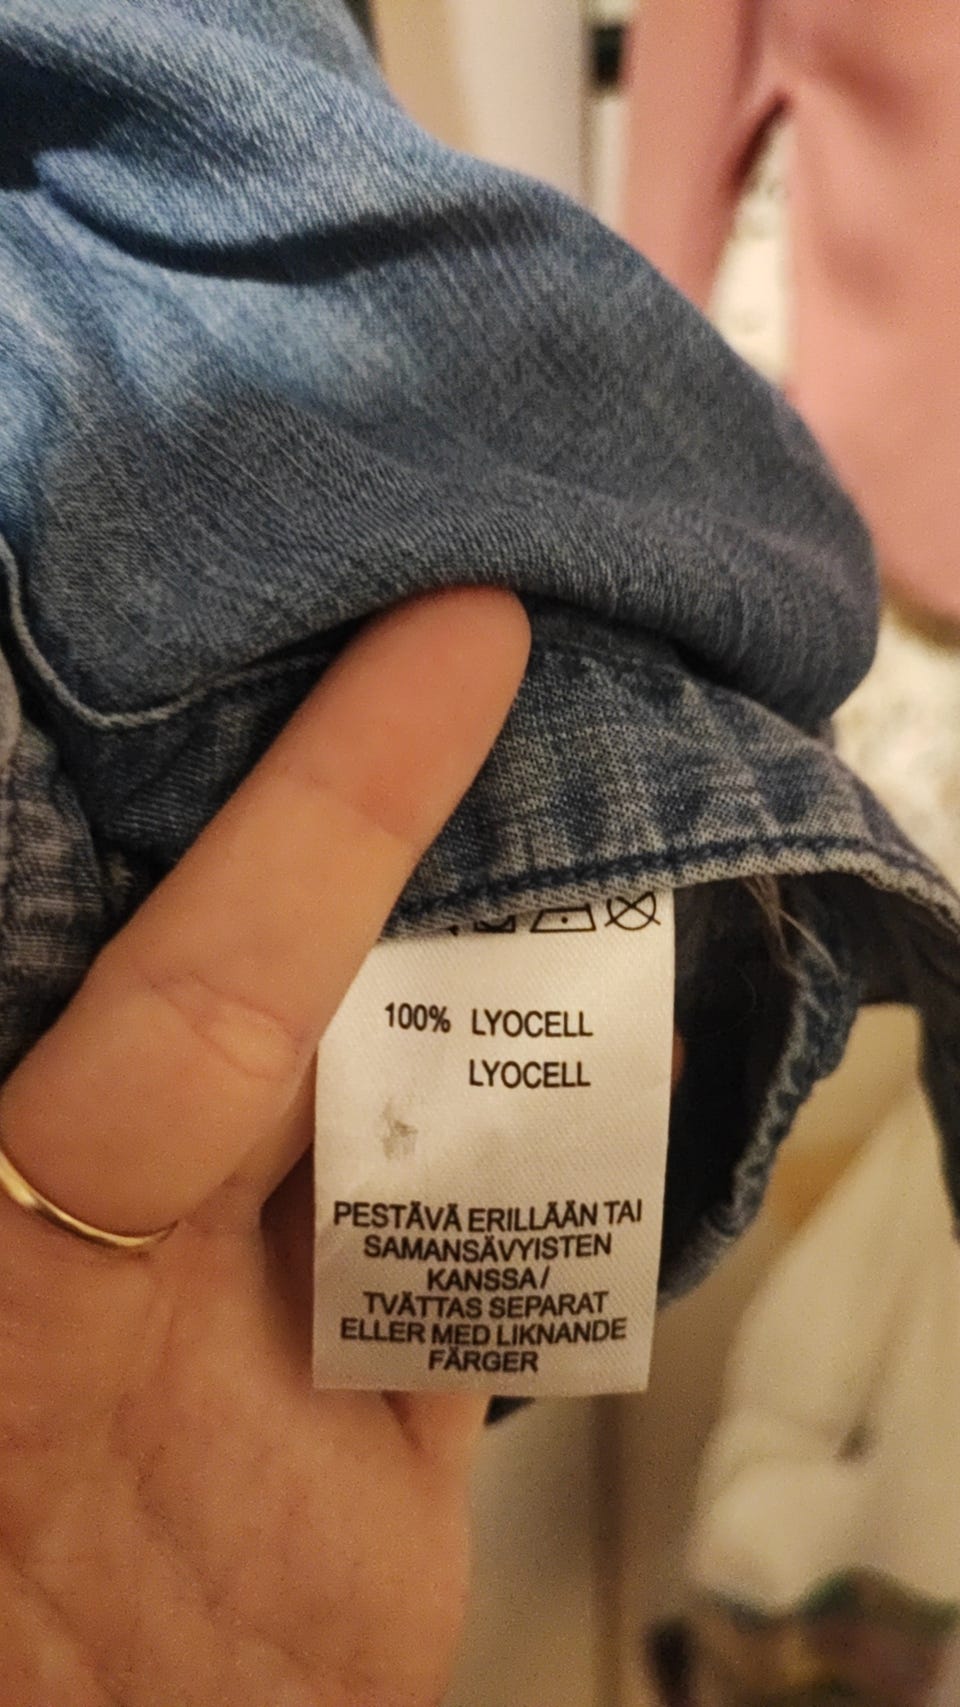 100% LYOCELL
LYOCELL
PESTÄVÄ ERILLÄÄN TAI
SAMANSÄVYISTEN
KANSSA/
TVÄTTAS SEPARAT
ELLER MED LIKNANDE
FÄRGER